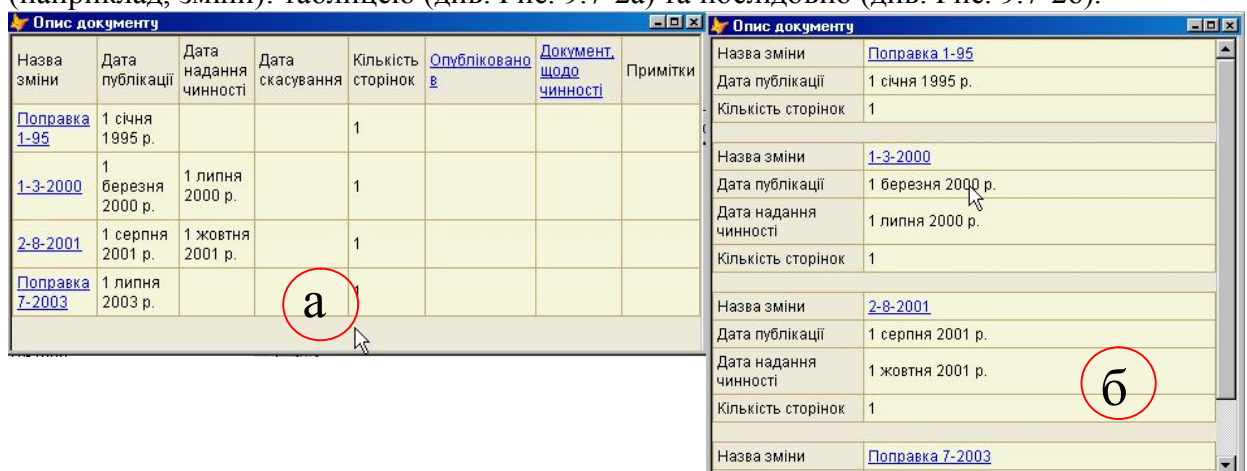 (наприклад, зміни): таблицею (див. Рис. 9.7-2а) та послідовно (див. Рис. 9.7-2б).
Опис документу
Назва зміни Дата публікації Дата надання чинності Дата скасування Кількість сторінок Опубліковано в Документ, щодо чинності Примітки
Поправка 1-95 1 січня 1995 р. 1
1-3-2000 1 березня 2000 р. 1 липня 2000 р. 1
2-8-2001 1 серпня 2001 р. 1 жовтня 2001 р. 1
Поправка 7-2003 1 липня 2003 р. 1
а
Опис документу
Назва зміни Поправка 1-95
Дата публікації 1 січня 1995 р.
Кількість сторінок 1
Назва зміни 1-3-2000
Дата публікації 1 березня 2000 р.
Дата надання чинності 1 липня 2000 р.
Кількість сторінок 1
Назва зміни 2-8-2001
Дата публікації 1 серпня 2001 р.
Дата надання чинності 1 жовтня 2001 р.
Кількість сторінок 1
б
Назва зміни Поправка 7-2003